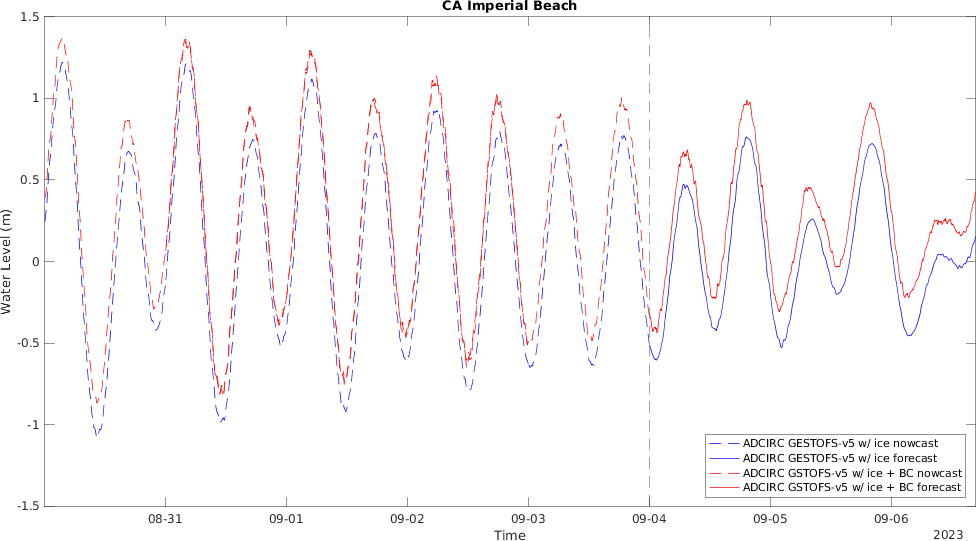 CA Imperial Beach
1.5
1
0.5
0
-0.5
-1
-1.5
Water Level (m)
08-31
09-01
09-02
09-03
09-04
09-05
09-06
Time
2023
ADCIRC GESTOFS-v5 w/ ice nowcast
ADCIRC GESTOFS-v5 w/ ice forecast
ADCIRC GSTOFS-v5 w/ ice + BC nowcast
ADCIRC GSTOFS-v5 w/ ice + BC forecast